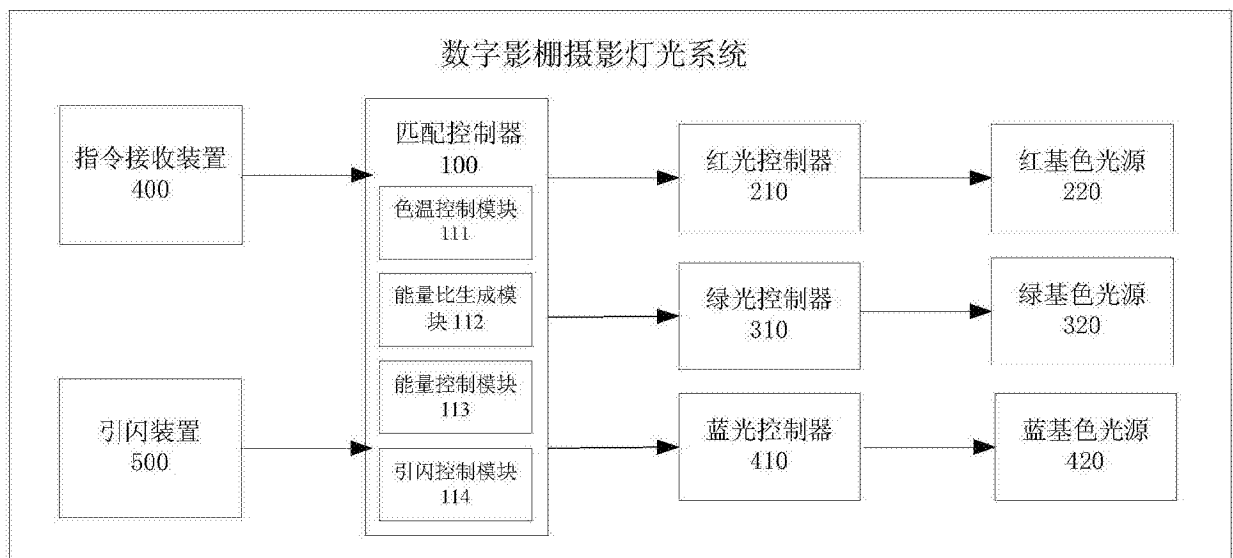 数字影棚摄影灯光系统
指令接收装置
400
引闪装置
500
匹配控制器
100
色温控制模块
111
能量比生成模
块 112
能量控制模块
113
引闪控制模块
114
红光控制器
210
红基色光源
220
绿光控制器
310
绿基色光源
320
蓝光控制器
410
蓝基色光源
420